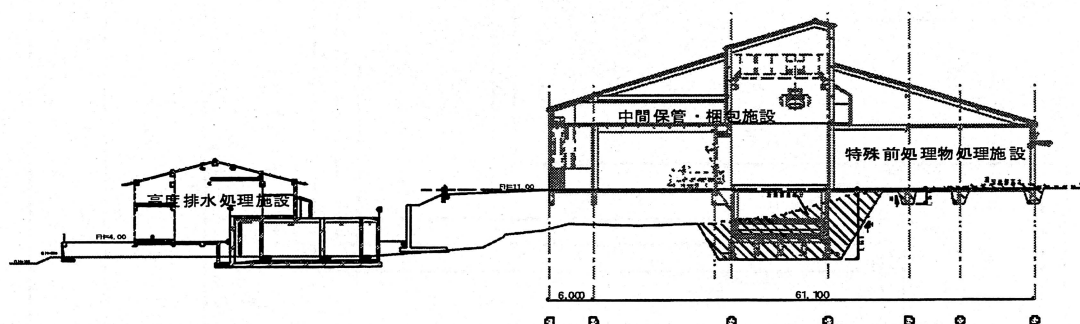 中間保管・梱包施設
特殊前処理物処理施設
高度排水処理施設
FH=11.00
FH=4.00
6,000
61,100